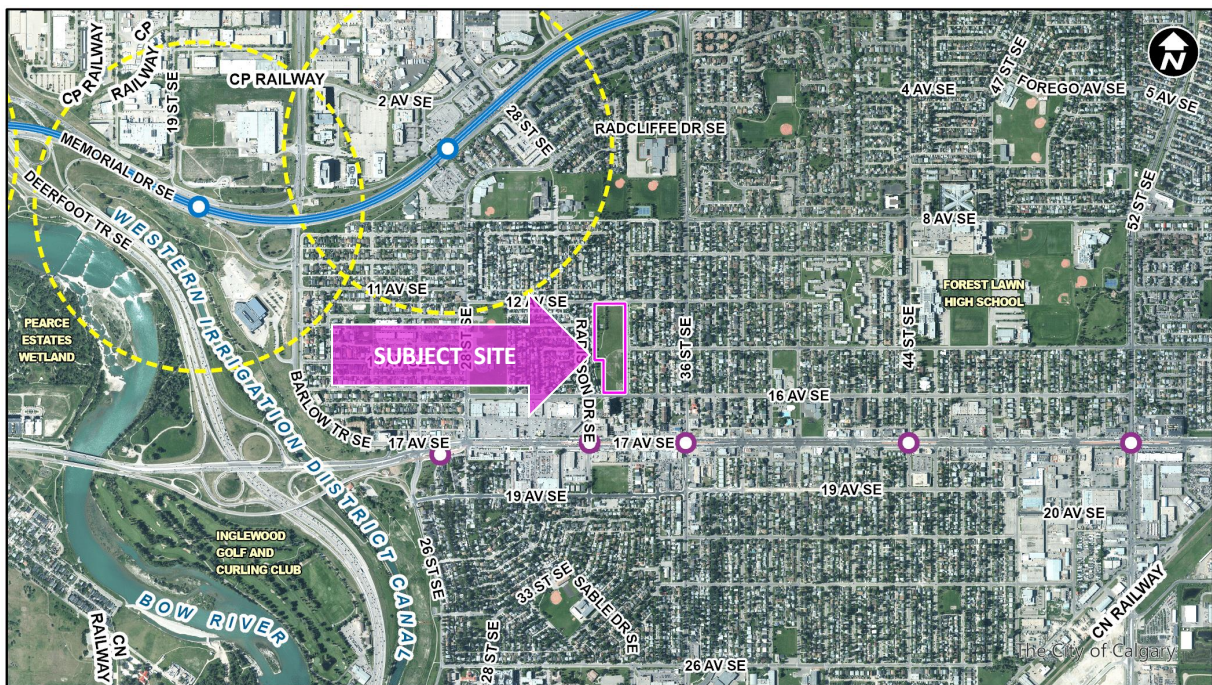 CP RAILWAY
CP
RAILWAY
19 ST SE
CP RAILWAY
2 AV SE
28 ST SE
RADCLIFFE DR SE
4 AV SE
47 ST SE
FOREGO AV SE
5 AV SE
N
MEMORIAL DR SE
DEERFOOT TR SE
8 AV SE
52 ST SE
WESTERN IRRIGATION DISTRICT CANAL
11 AV SE
12 AV SE
FOREST LAWN
HIGH SCHOOL
PEARCE
ESTATES
WETLAND
SUBJECT SITE
28 ST SE
36 ST SE
44 ST SE
BARLOW TR SE
16 AV SE
17 AV SE
17 AV SE
19 AV SE
19 AV SE
20 AV SE
INGLEWOOD
GOLF AND
CURLING CLUB
26 ST SE
33 ST SE
SABLE DR SE
BOW RIVER
CN
RAILWAY
28 ST SE
26 AV SE
CN RAILWAY
The City of Calgary